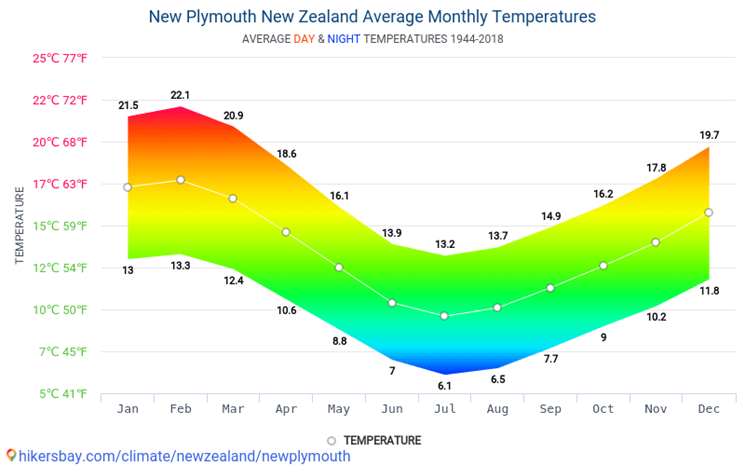 New Plymouth New Zealand Average Monthly Temperatures
AVERAGE DAY & NIGHT TEMPERATURES 1944-2018
TEMPERATURE
25°C 77°F
22°C 72°F
20°C 68°F
17°C 63°F
15°C 59°F
12°C 54°F
10°C 50°F
7°C 45°F
5°C 41°F
21.5 22.1 20.9 18.6 16.1 13.9 13.2 13.7 14.9 16.2 17.8 19.7
13 13.3 12.4 10.6 8.8 7 6.1 6.5 7.7 9 10.2 11.8
Jan Feb Mar Apr May Jun Jul Aug Sep Oct Nov Dec
TEMPERATURE
hikersbay.com/climate/newzealand/newplymouth